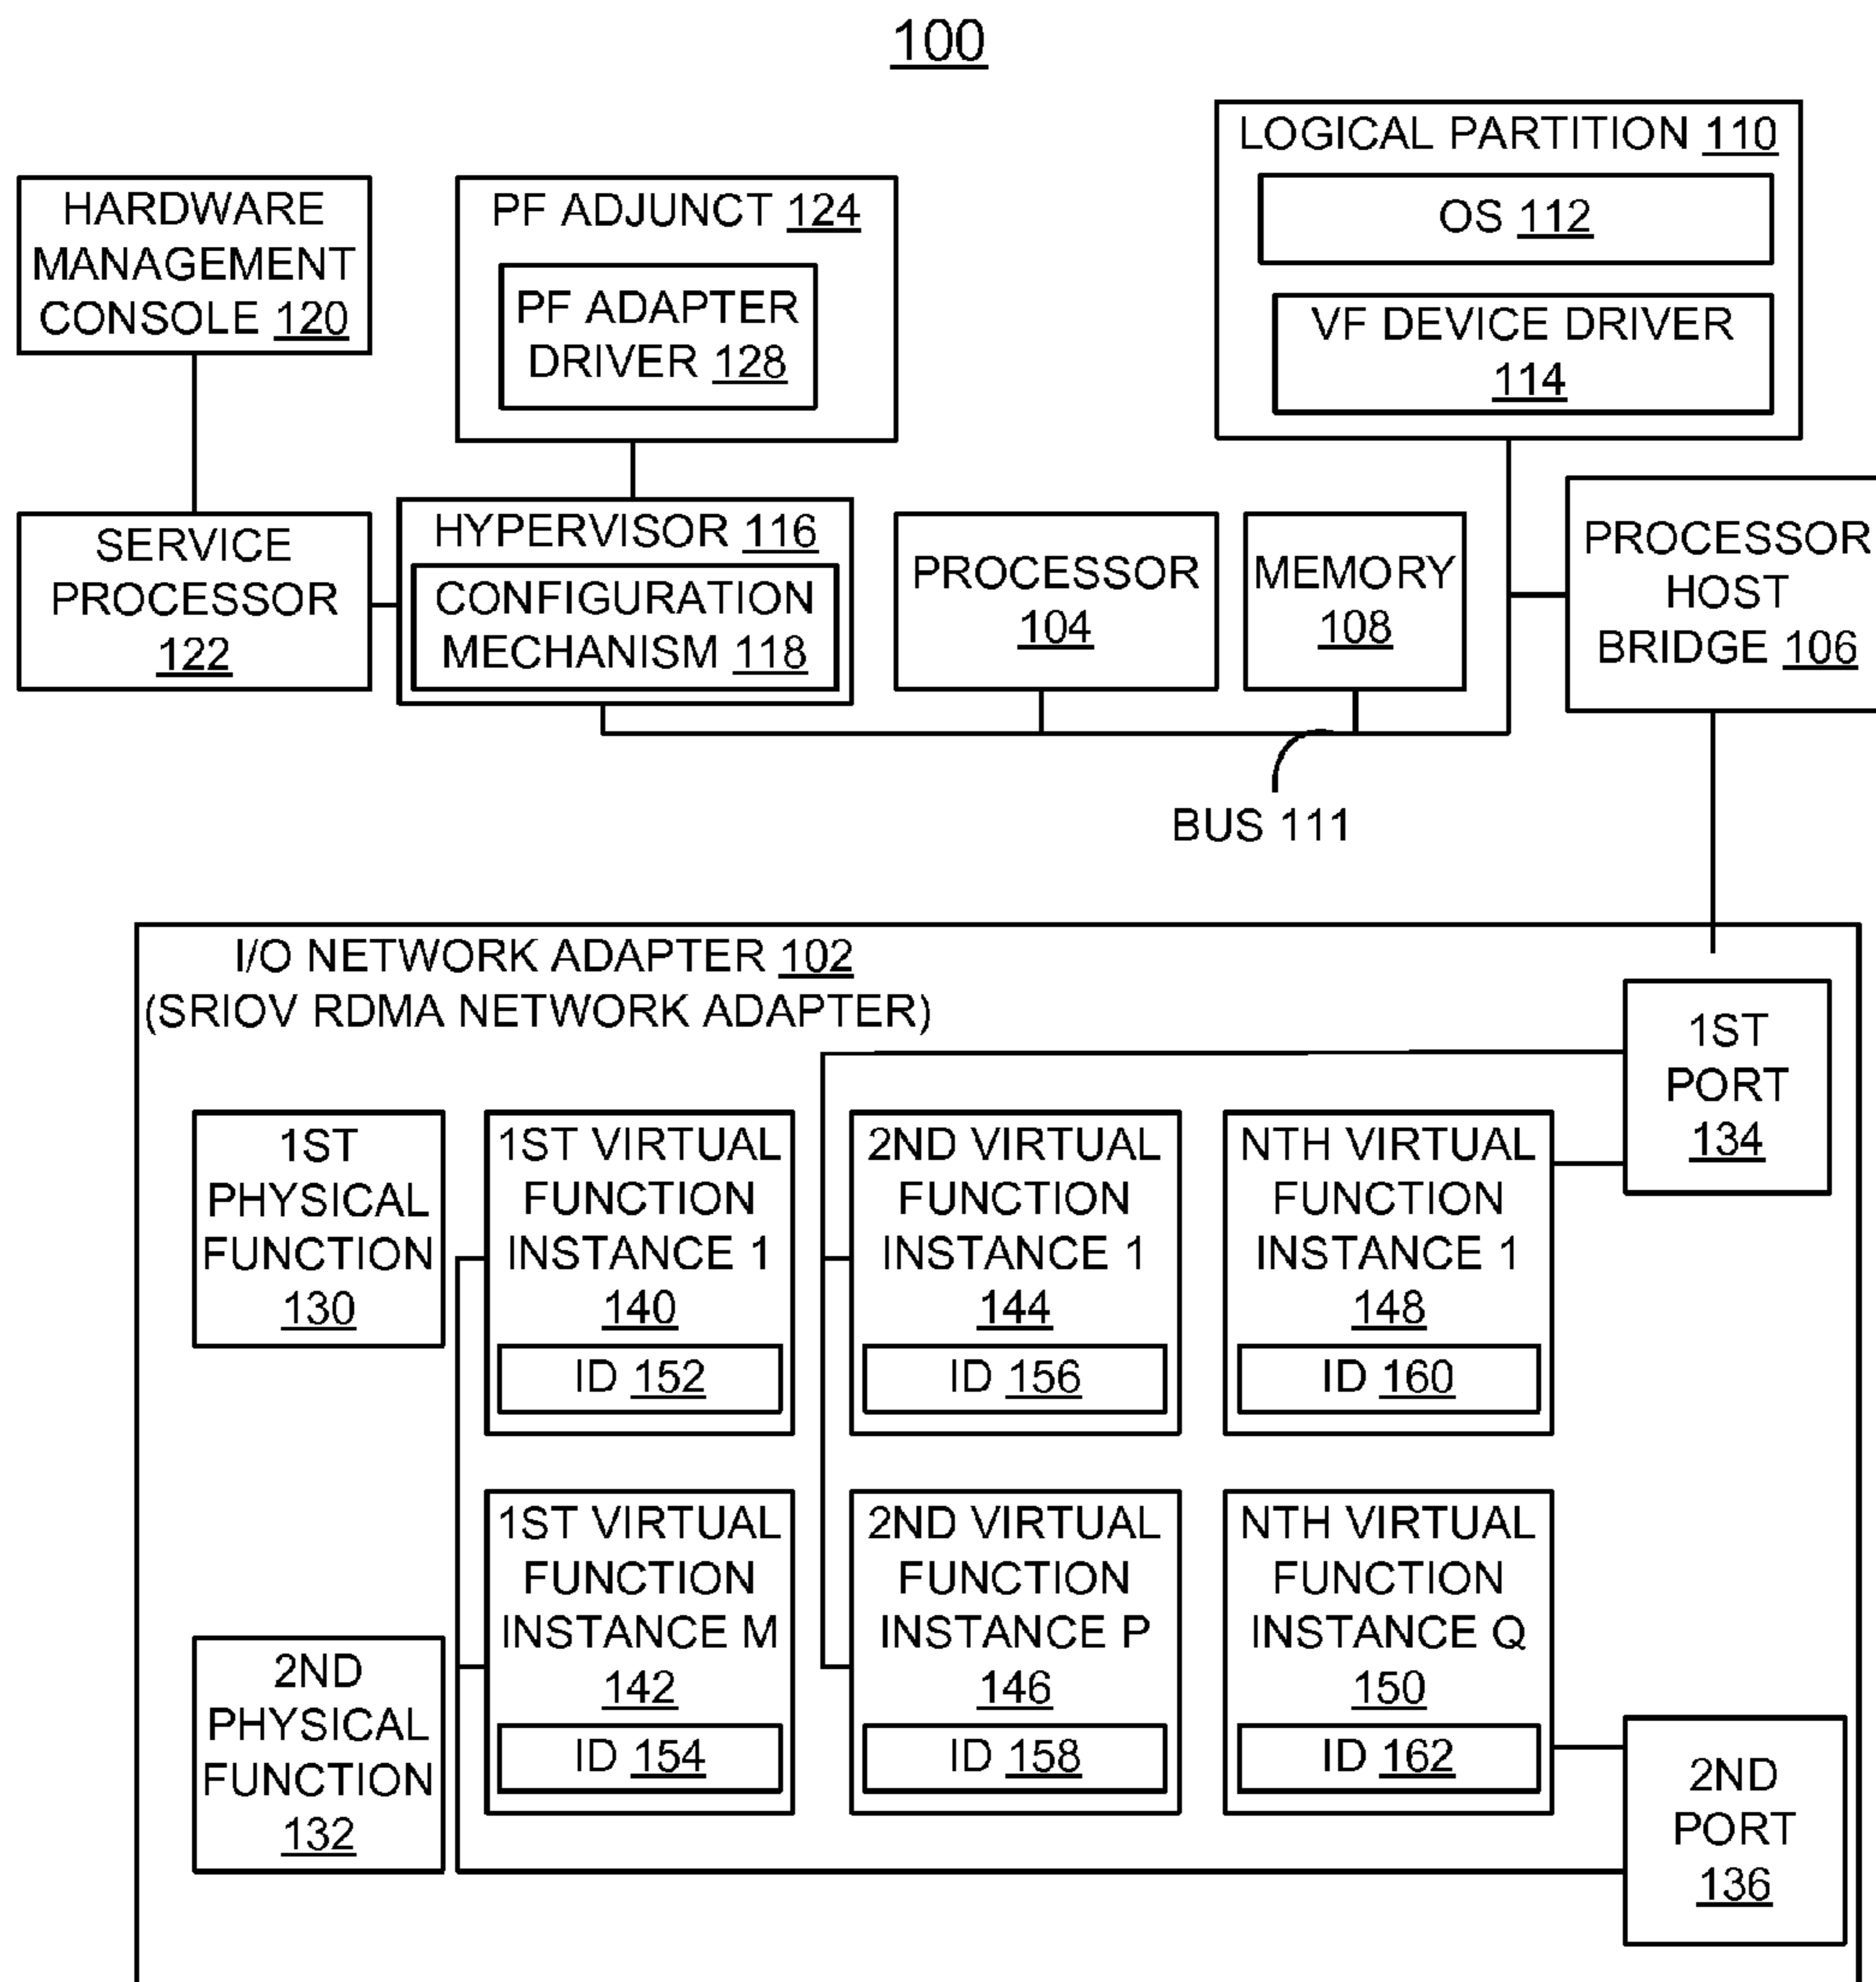 100
HARDWARE
MANAGEMENT
CONSOLE 120
PF ADJUNCT 124
PF ADAPTER
DRIVER 128
LOGICAL PARTITION 110
OS 112
VF DEVICE DRIVER
114
SERVICE
PROCESSOR
122
HYPERVISOR 116
CONFIGURATION
MECHANISM 118
PROCESSOR
104
MEMORY
108
PROCESSOR
HOST
BRIDGE 106
BUS 111
I/O NETWORK ADAPTER 102
(SRIOV RDMA NETWORK ADAPTER)
1ST
PORT
134
1ST
PHYSICAL
FUNCTION
130
1ST VIRTUAL
FUNCTION
INSTANCE 1
140
ID 152
2ND VIRTUAL
FUNCTION
INSTANCE 1
144
ID 156
NTH VIRTUAL
FUNCTION
INSTANCE 1
148
ID 160
2ND
PHYSICAL
FUNCTION
132
1ST VIRTUAL
FUNCTION
INSTANCE M
142
ID 154
2ND VIRTUAL
FUNCTION
INSTANCE P
146
ID 158
NTH VIRTUAL
FUNCTION
INSTANCE Q
150
ID 162
2ND
PORT
136